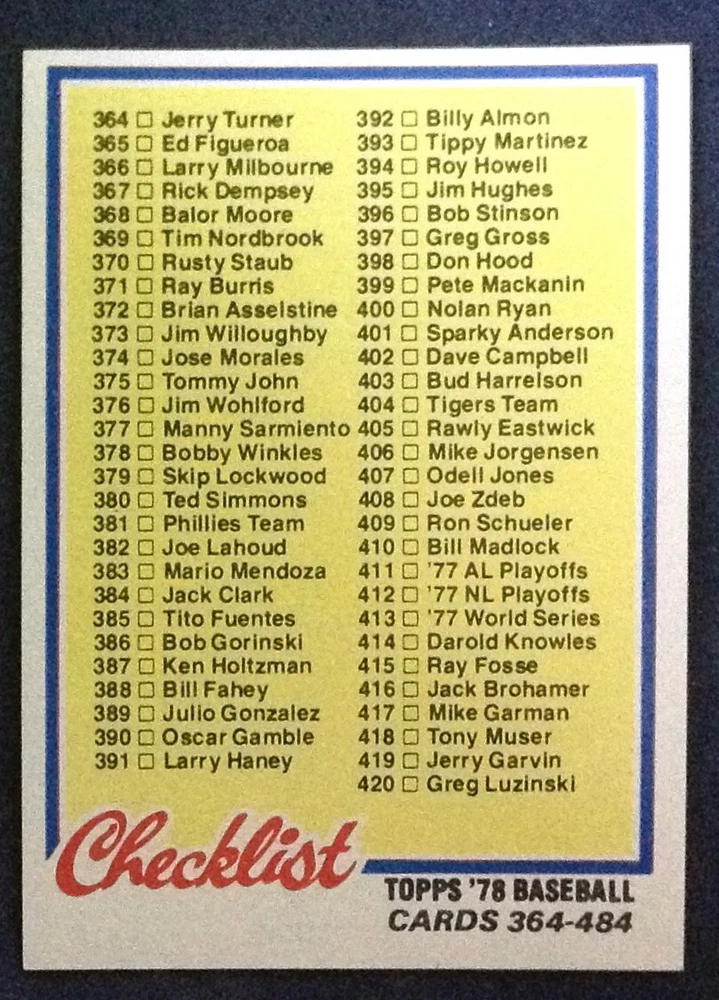 364 □ Jerry Turner
365 □ Ed Figueroa
366 □ Larry Milbourne
367 □ Rick Dempsey
368 □ Balor Moore
369 □ Tim Nordbrook
370 □ Rusty Staub
371 □ Ray Burris
372 □ Brian Asselstine
373 □ Jim Willoughby
374 □ Jose Morales
375 □ Tommy John
376 □ Jim Wohlford
377 □ Manny Sarmiento
378 □ Bobby Winkles
379 □ Skip Lockwood
380 □ Ted Simmons
381 □ Phillies Team
382 □ Joe Lahoud
383 □ Mario Mendoza
384 □ Jack Clark
385 □ Tito Fuentes
386 □ Bob Gorinski
387 □ Ken Holtzman
388 □ Bill Fahey
389 □ Julio Gonzalez
390 □ Oscar Gamble
391 □ Larry Haney
392 □ Billy Almon
393 □ Tippy Martinez
394 □ Roy Howell
395 □ Jim Hughes
396 □ Bob Stinson
397 □ Greg Gross
398 □ Don Hood
399 □ Pete Mackanin
400 □ Nolan Ryan
401 □ Sparky Anderson
402 □ Dave Campbell
403 □ Bud Harrelson
404 □ Tigers Team
405 □ Rawly Eastwick
406 □ Mike Jorgensen
407 □ Odell Jones
408 □ Joe Zdeb
409 □ Ron Schueler
410 □ Bill Madlock
411 □ '77 AL Playoffs
412 □ '77 NL Playoffs
413 □ '77 World Series
414 □ Darold Knowles
415 □ Ray Fosse
416 □ Jack Brohamer
417 □ Mike Garman
418 □ Tony Muser
419 □ Jerry Garvin
420 □ Greg Luzinski
Checklist
TOPPS '78 BASEBALL
CARDS 364-484